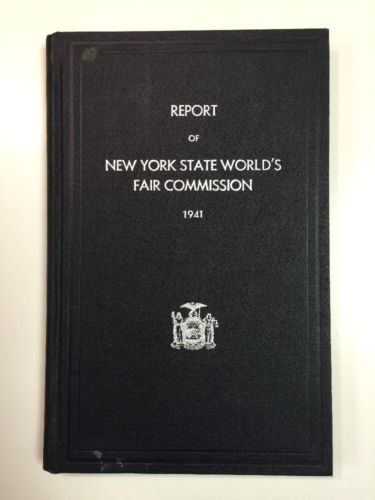 REPORT
OF
NEW YORK STATE WORLD'S
FAIR COMMISSION
1941